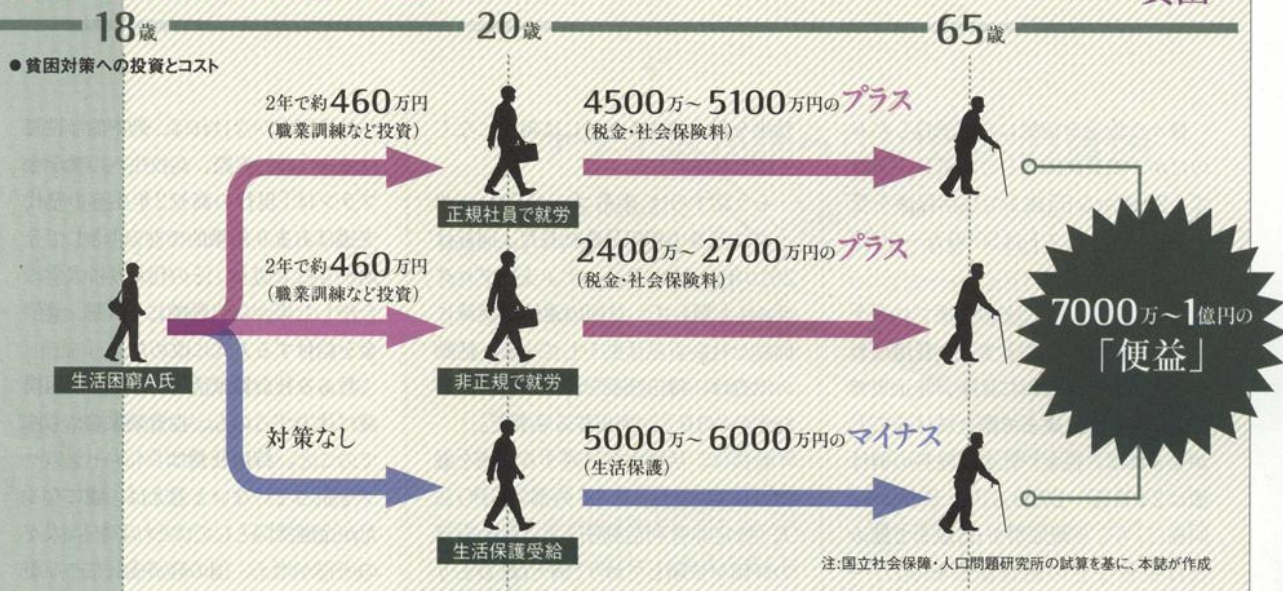 18歳
20歳
65歳
●貧困対策への投資とコスト
2年で約460万円
(職業訓練など投資)
4500万～5100万円のプラス
(税金・社会保険料)
正規社員で就労
2年で約460万円
(職業訓練など投資)
2400万～2700万円のプラス
(税金・社会保険料)
生活困窮A氏
非正規で就労
7000万～1億円の
「便益」
対策なし
5000万～6000万円のマイナス
(生活保護)
生活保護受給
注:国立社会保障・人口問題研究所の試算を基に、本誌が作成